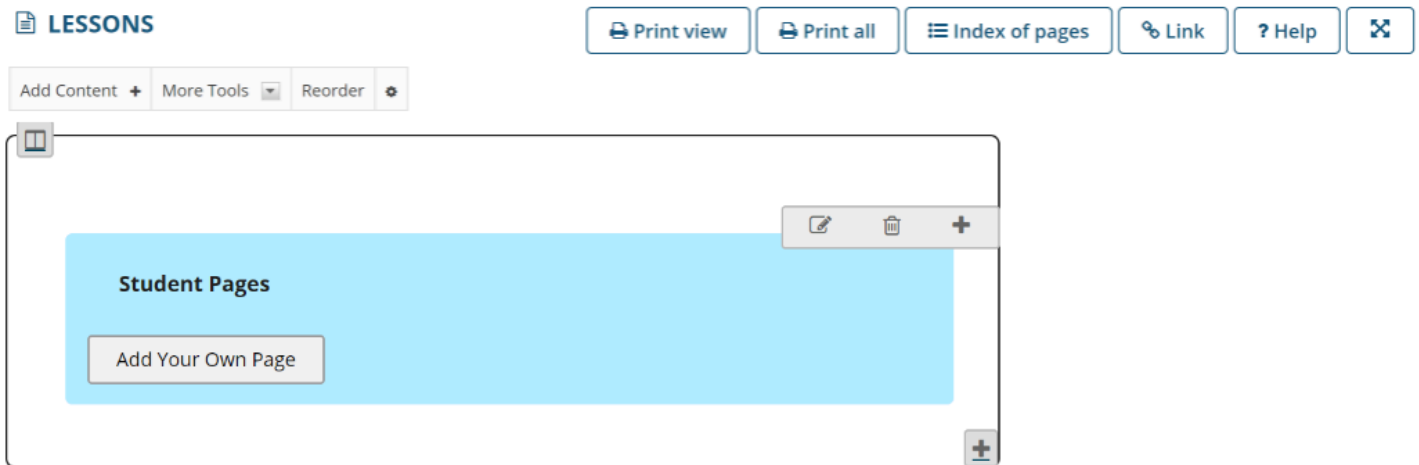 LESSONS
Print view
Print all
Index of pages
Link
? Help
Add Content +
More Tools
Reorder
Student Pages
Add Your Own Page